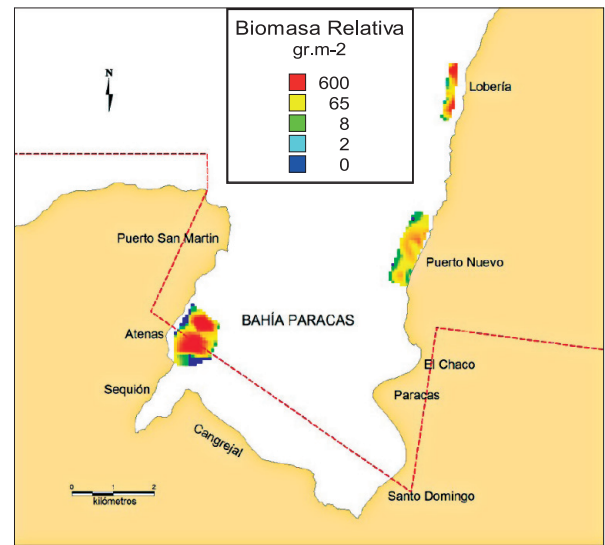 Biomasa Relativa
gr.m-2
600
65
8
2
0
N
Lobería
Puerto San Martin
Puerto Nuevo
BAHÍA PARACAS
Atenas
El Chaco
Sequión
Paracas
Cangrejal
Santo Domingo
0 1 2
kilómetros